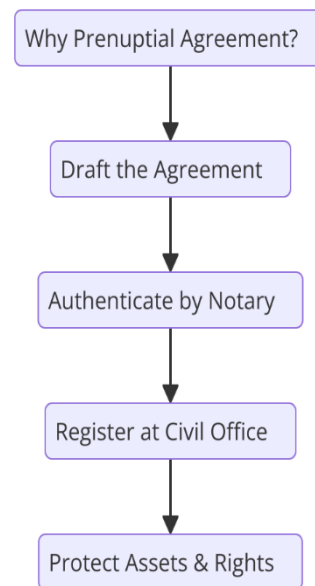 Why Prenuptial Agreement?
Draft the Agreement
Authenticate by Notary
Register at Civil Office
Protect Assets & Rights